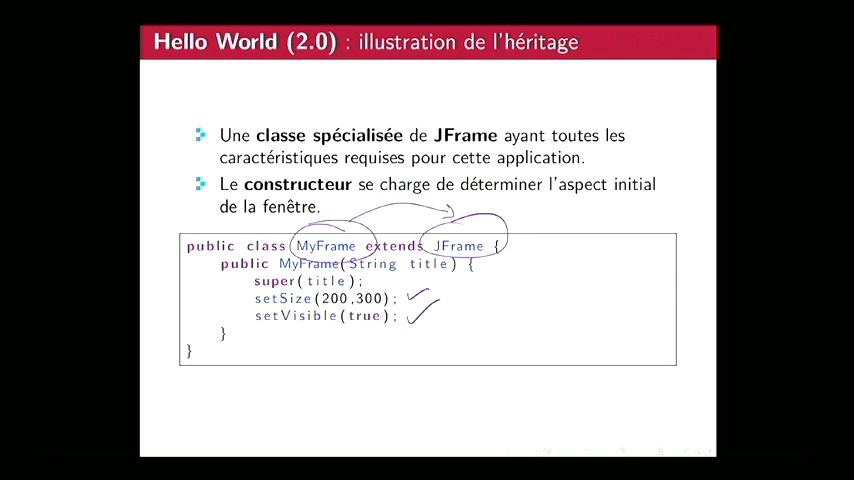 Hello World (2.0) : illustration de l'héritage
Une classe spécialisée de JFrame ayant toutes les
caractéristiques requises pour cette application.
Le constructeur se charge de déterminer l'aspect initial
de la fenêtre.
public class MyFrame extends JFrame {
public MyFrame(String title) {
super(title);
setSize(200,300);
setVisible(true);
}
}